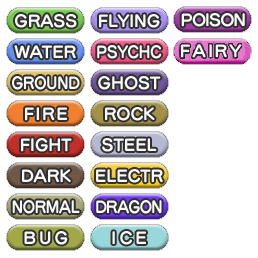 GRASS FLYING POISON
WATER PSYCHC FAIRY
GROUND GHOST
FIRE ROCK
FIGHT STEEL
DARK ELECTR
NORMAL DRAGON
BUG ICE